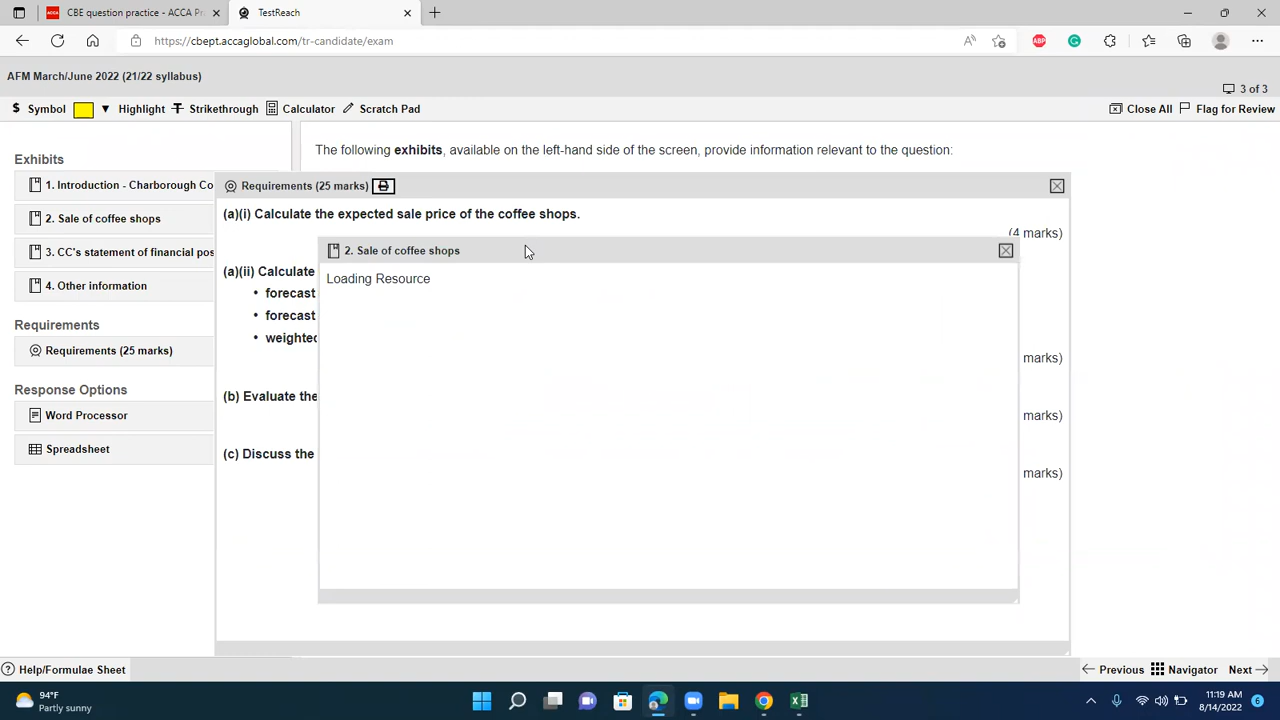 CBE question practice - ACCA Pr
TestReach
https://cbept.accaglobal.com/tr-candidate/exam
AFM March/June 2022 (21/22 syllabus)
3 of 3
$ Symbol Highlight Strikethrough Calculator Scratch Pad Close All Flag for Review
Exhibits
1. Introduction - Charborough Co
2. Sale of coffee shops
3. CC's statement of financial pos
4. Other information
Requirements
Requirements (25 marks)
Response Options
Word Processor
Spreadsheet
The following exhibits, available on the left-hand side of the screen, provide information relevant to the question:
Requirements (25 marks)
(a)(i) Calculate the expected sale price of the coffee shops.
(4 marks)
(a)(ii) Calculate
• forecast
• forecast
• weighted
marks)
(b) Evaluate the
marks)
(c) Discuss the
marks)
2. Sale of coffee shops
Loading Resource
Help/Formulae Sheet
Previous Navigator Next
94°F
Partly sunny
11:19 AM
8/14/2022
6